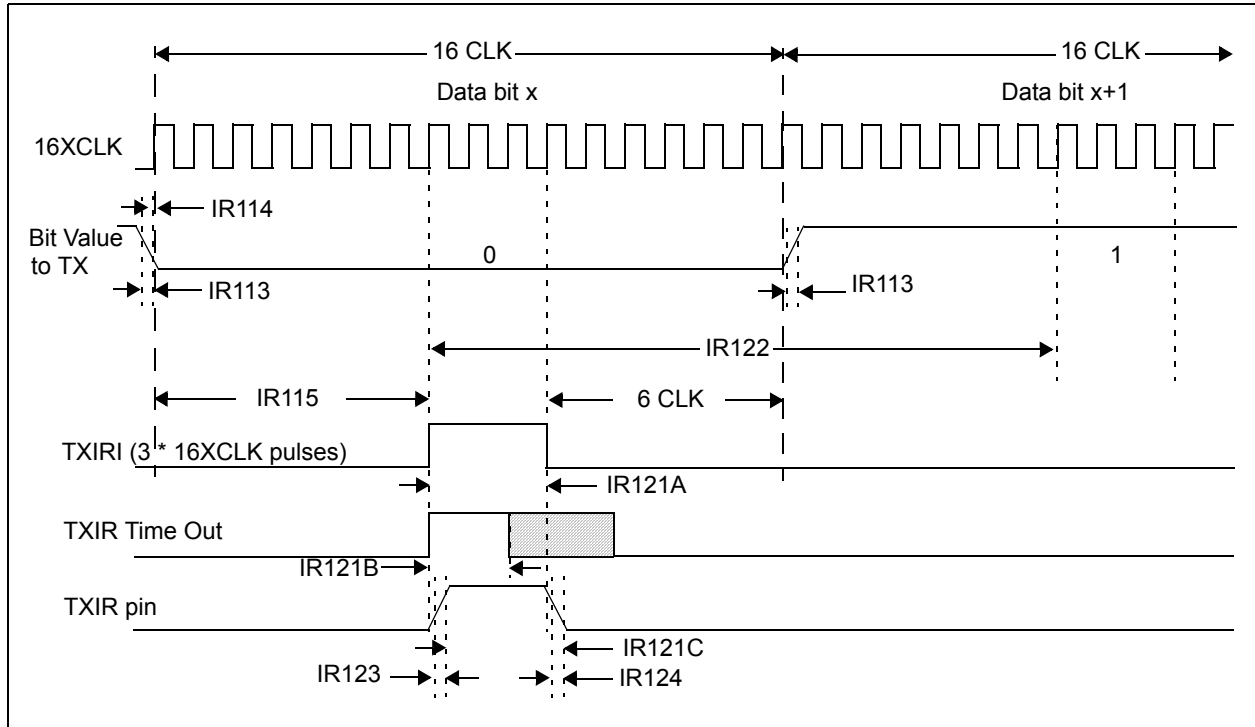 16 CLK
16 CLK
Data bit x
Data bit x+1
16XCLK
IR114
Bit Value
to TX
0
1
IR113
IR113
IR122
IR115
6 CLK
TXIRI (3 * 16XCLK pulses)
IR121A
TXIR Time Out
IR121B
TXIR pin
IR121C
IR123
IR124